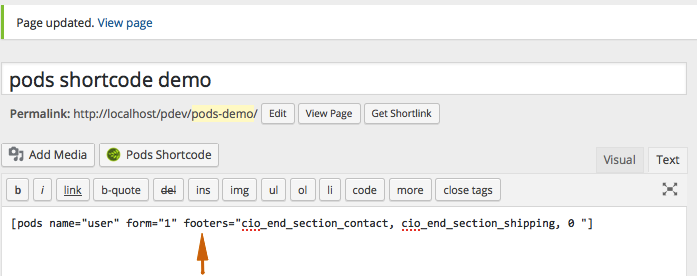 Page updated. View page
pods shortcode demo
Permalink: http://localhost/pdev/pods-demo/ Edit View Page Get Shortlink
Add Media Pods Shortcode Visual Text
b i link b-quote del ins img ul ol li code more close tags
[pods name="user" form="1" footers="cio_end_section_contact, cio_end_section_shipping, 0 "]